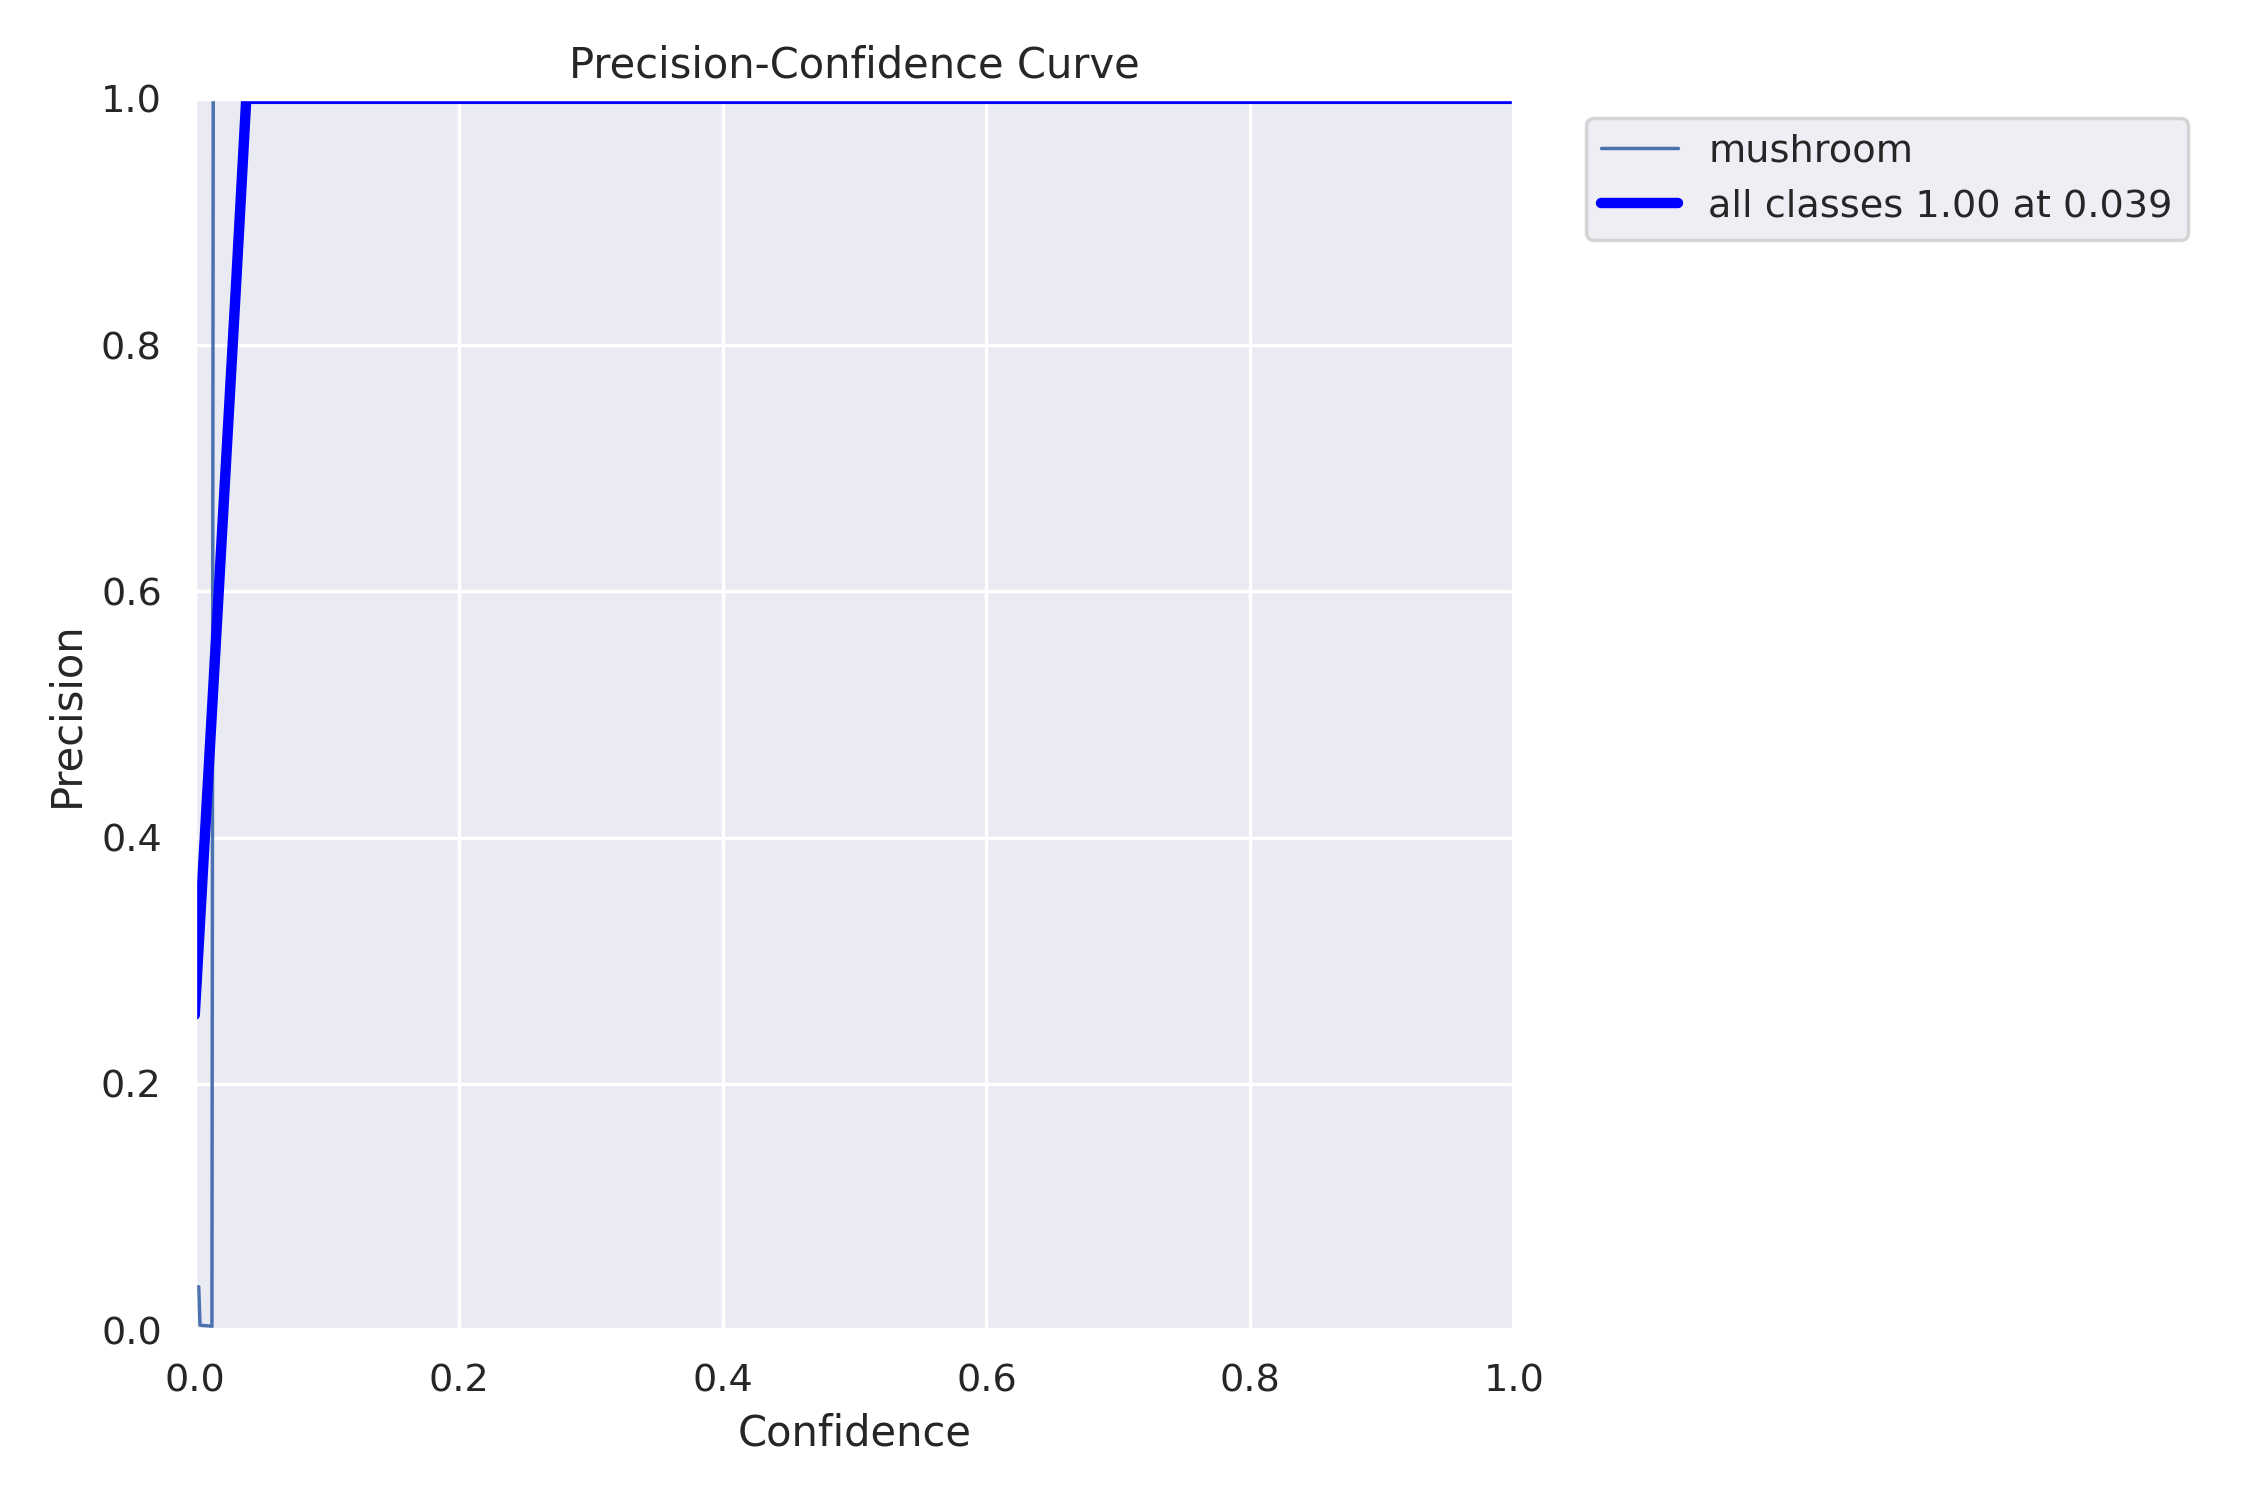 Precision-Confidence Curve
1.0
0.8
0.6
0.4
0.2
0.0
Precision
0.0 0.2 0.4 0.6 0.8 1.0
Confidence
mushroom
all classes 1.00 at 0.039